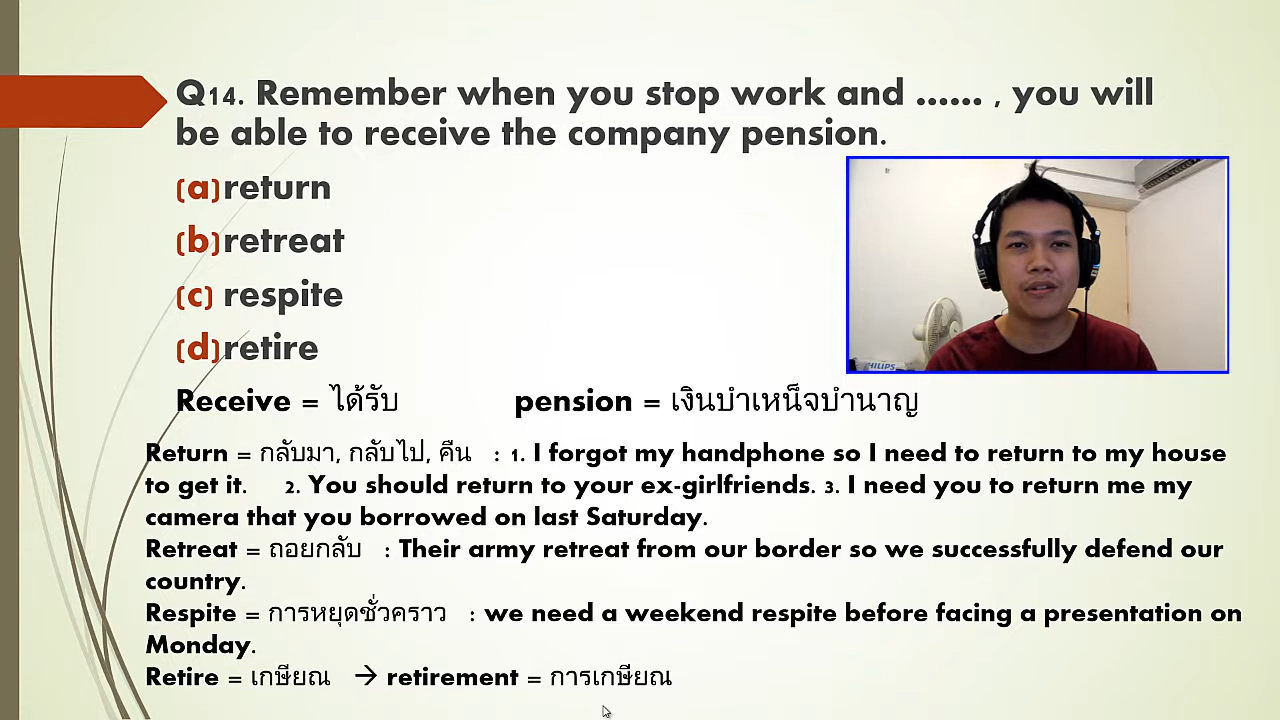 Q14. Remember when you stop work and ...... , you will
be able to receive the company pension.
(a)return
(b)retreat
(c) respite
(d)retire
Receive = ได้รับ pension = เงินบำเหน็จบำนาญ
Return = กลับมา, กลับไป, คืน : 1. I forgot my handphone so I need to return to my house
to get it. 2. You should return to your ex-girlfriends. 3. I need you to return me my
camera that you borrowed on last Saturday.
Retreat = ถอยกลับ : Their army retreat from our border so we successfully defend our
country.
Respite = การหยุดชั่วคราว : we need a weekend respite before facing a presentation on
Monday.
Retire = เกษียณ → retirement = การเกษียณ
PHILIPS